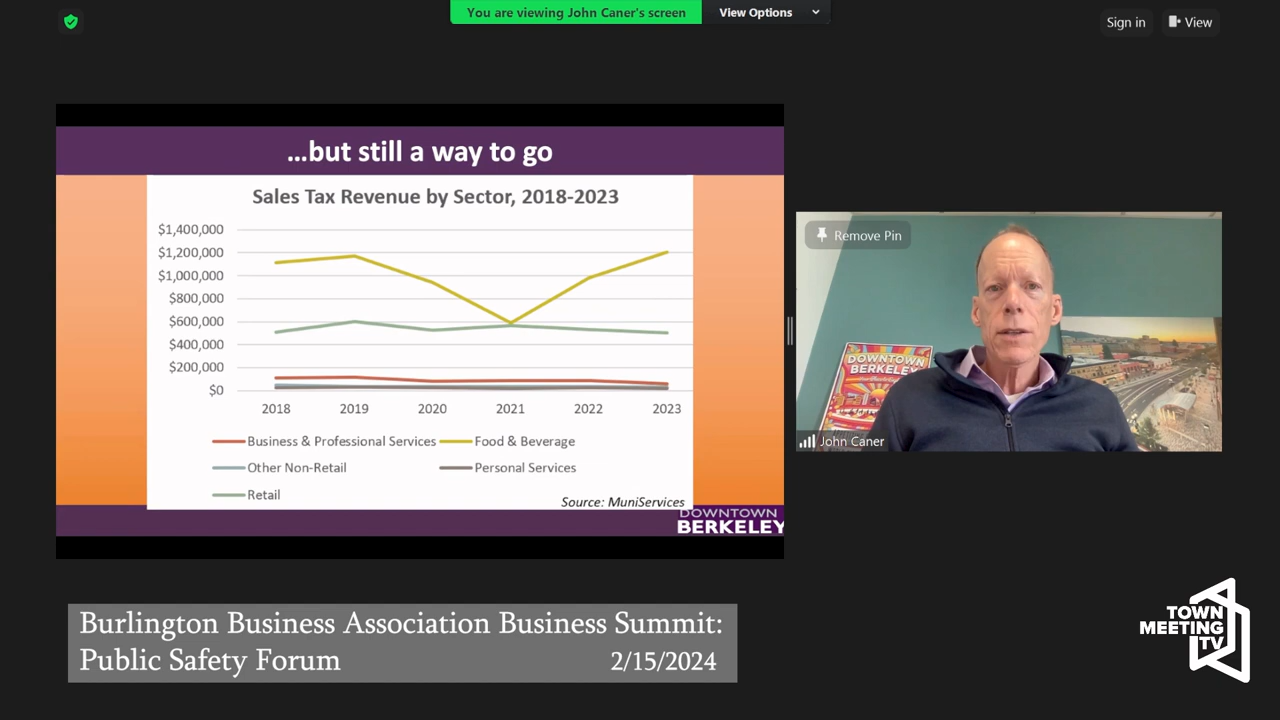 You are viewing John Caner's screen
View Options
Sign in
View
...but still a way to go
Sales Tax Revenue by Sector, 2018-2023
$1,400,000
$1,200,000
$1,000,000
$800,000
$600,000
$400,000
$200,000
$0
2018 2019 2020 2021 2022 2023
Business & Professional Services
Food & Beverage
Other Non-Retail
Personal Services
Retail
Source: MuniServices
DOWNTOWN
BERKELEY
Remove Pin
DOWNTOWN
BERKELEY
John Caner
Burlington Business Association Business Summit:
Public Safety Forum 2/15/2024
TOWN
MEETING
TV